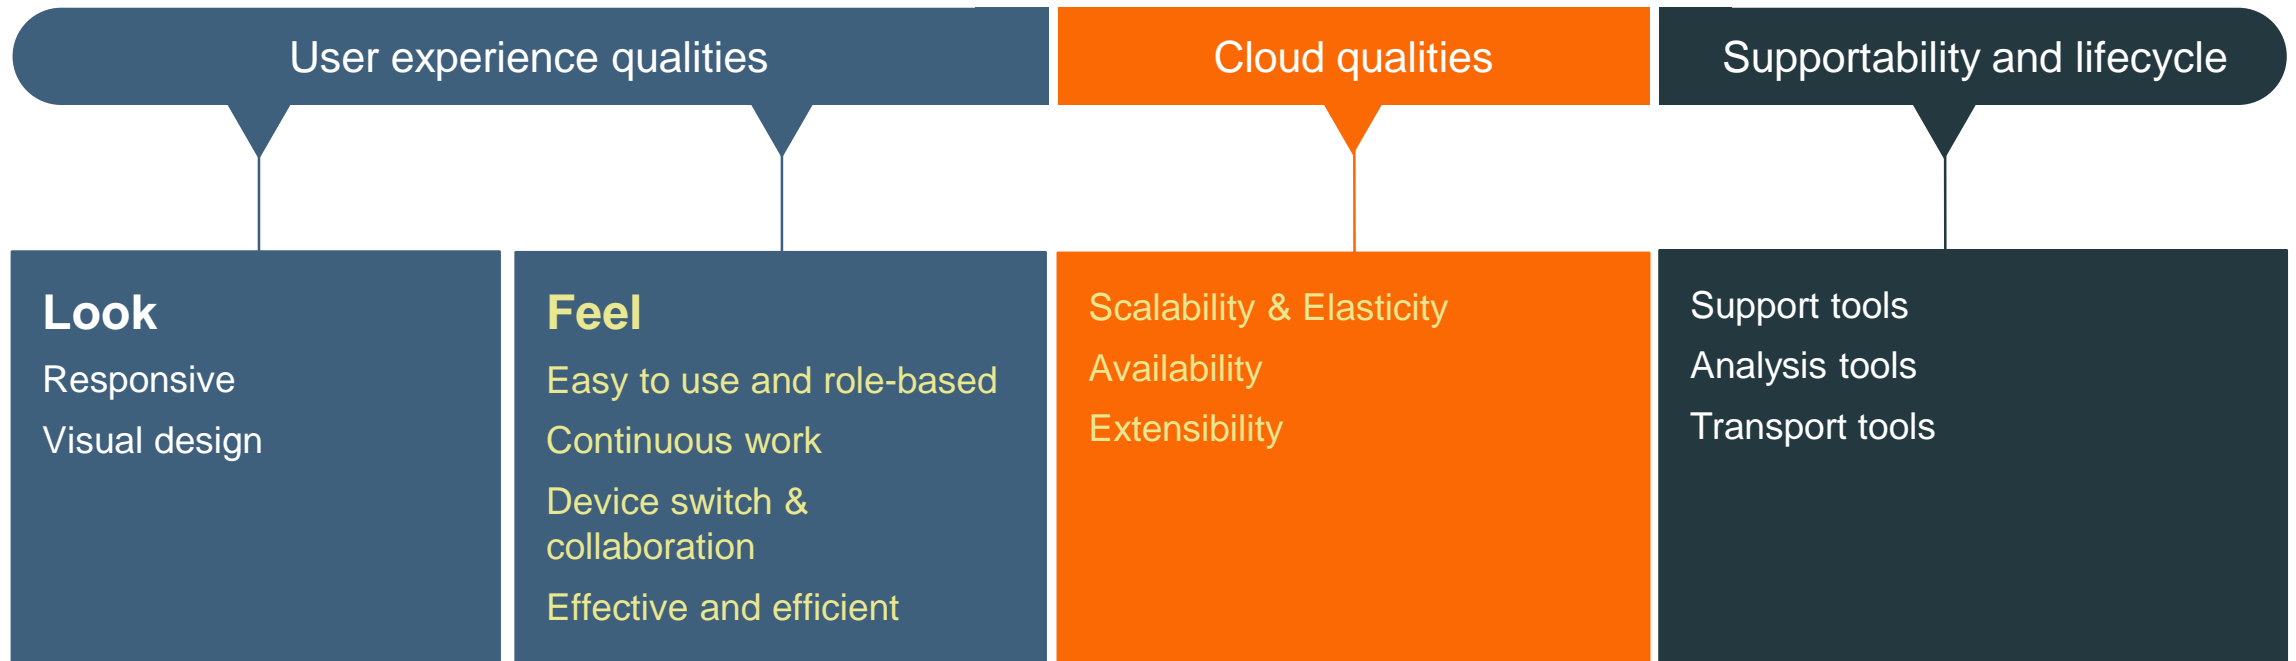 User experience qualities
Cloud qualities
Supportability and lifecycle
Look
Responsive
Visual design
Feel
Easy to use and role-based
Continuous work
Device switch &
collaboration
Effective and efficient
Scalability & Elasticity
Availability
Extensibility
Support tools
Analysis tools
Transport tools